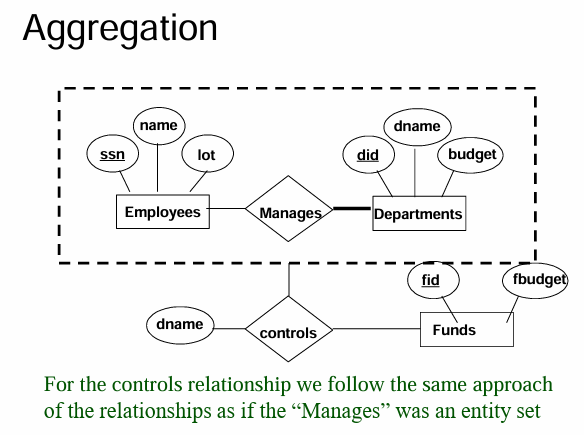 Aggregation
name
dname
ssn
lot
did
budget
Employees
Manages
Departments
fid
fbudget
dname
controls
Funds
For the controls relationship we follow the same approach
of the relationships as if the “Manages” was an entity set